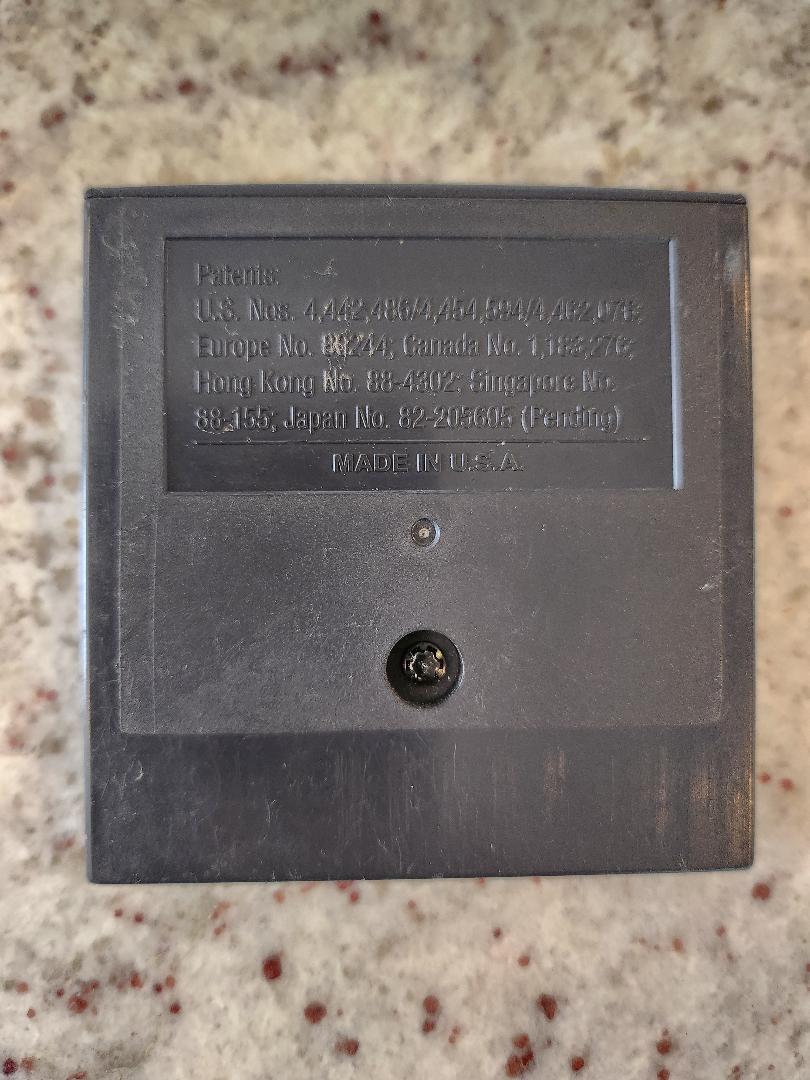 Patents:
U.S. Nos. 4,442,486/4,454,594/4,462,076;
Europe No. 80244; Canada No. 1,183,276;
Hong Kong No. 88-4302; Singapore No.
88-155; Japan No. 82-205605 (Pending)
MADE IN U.S.A.